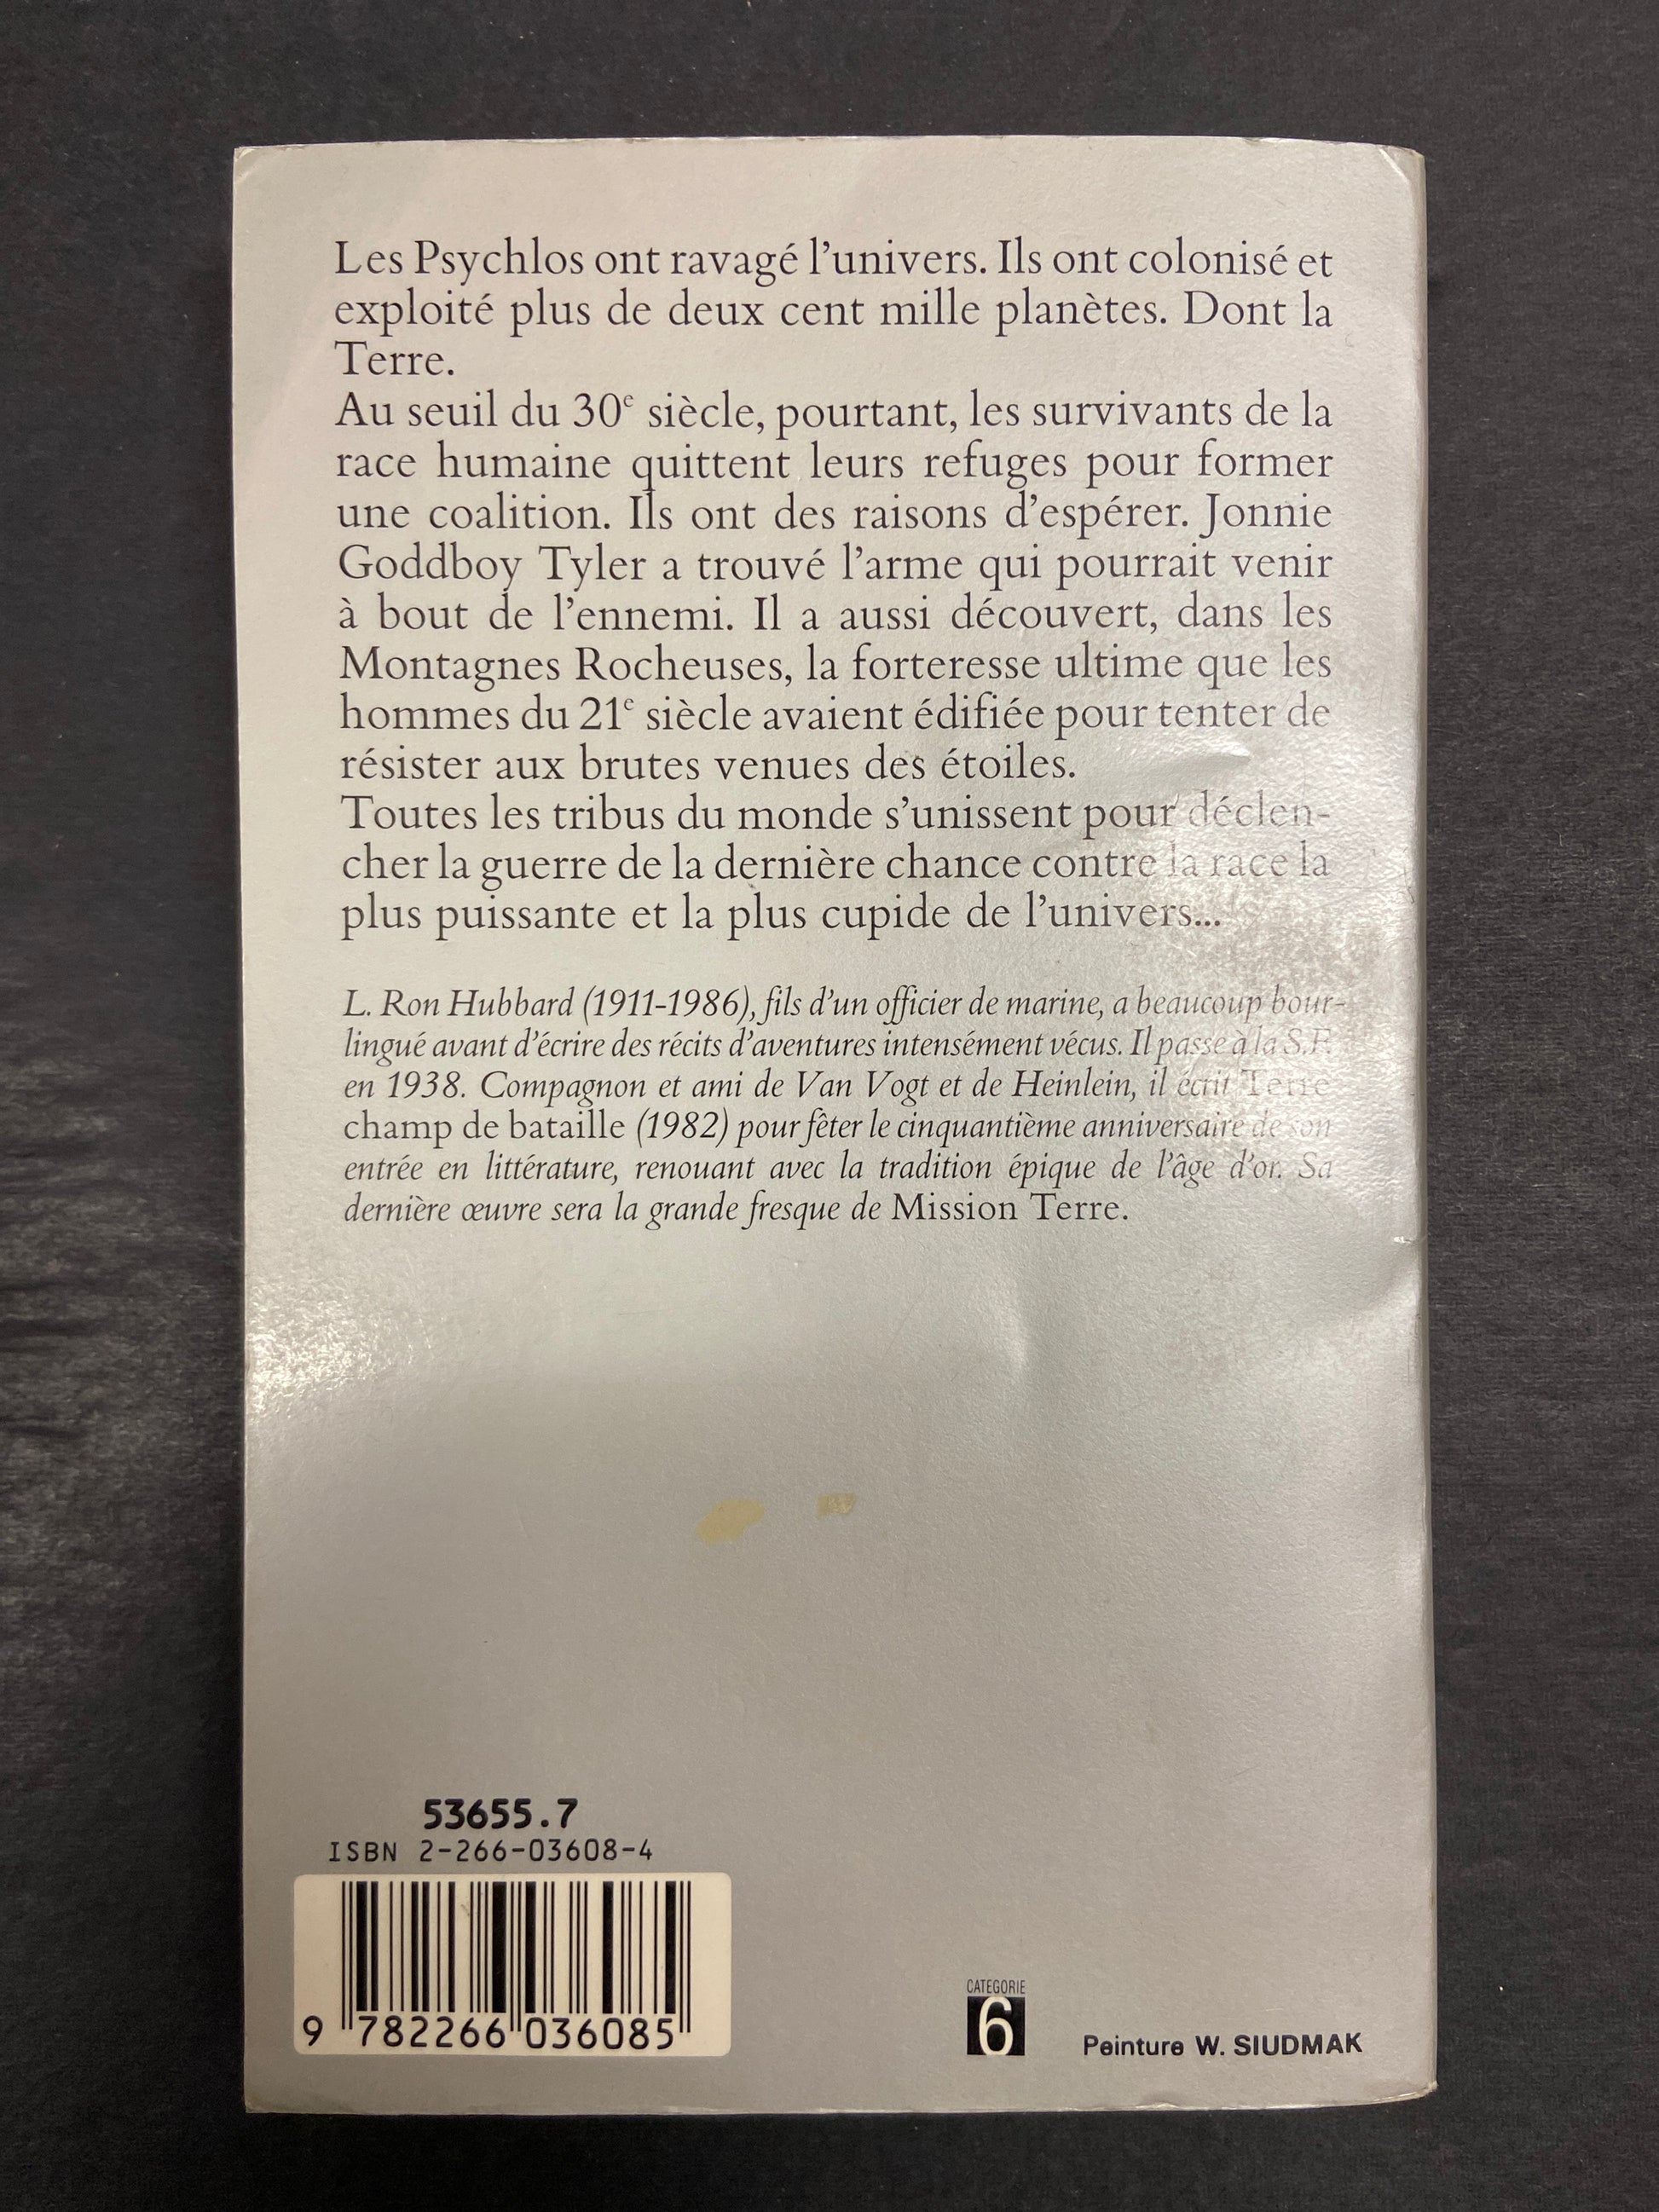 Les Psychlos ont ravagé l'univers. Ils ont colonisé et
exploité plus de deux cent mille planètes. Dont la
Terre.
Au seuil du 30e siècle, pourtant, les survivants de la
race humaine quittent leurs refuges pour former
une coalition. Ils ont des raisons d'espérer. Jonnie
Goddboy Tyler a trouvé l'arme qui pourrait venir
à bout de l'ennemi. Il a aussi découvert, dans les
Montagnes Rocheuses, la forteresse ultime que les
hommes du 21e siècle avaient édifiée pour tenter de
résister aux brutes venues des étoiles.
Toutes les tribus du monde s'unissent pour déclen-
cher la guerre de la dernière chance contre la race la
plus puissante et la plus cupide de l'univers...
L. Ron Hubbard (1911-1986), fils d'un officier de marine, a beaucoup bour-
lingué avant d'écrire des récits d'aventures intensément vécus. Il passe à la S.F.
en 1938. Compagnon et ami de Van Vogt et de Heinlein, il écrit Terre
champ de bataille (1982) pour fêter le cinquantième anniversaire de son
entrée en littérature, renouant avec la tradition épique de l'âge d'or. Sa
dernière œuvre sera la grande fresque de Mission Terre.
53655.7
ISBN 2-266-03608-4
9 782266 036085
CATEGORIE
6
Peinture W. SIUDMAK